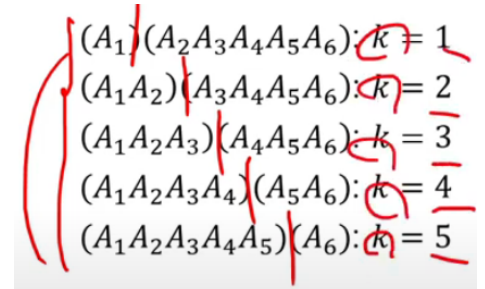 (A₁)(A₂A₃A₄A₅A₆): k = 1
(A₁A₂)(A₃A₄A₅A₆): k = 2
(A₁A₂A₃)(A₄A₅A₆): k = 3
(A₁A₂A₃A₄)(A₅A₆): k = 4
(A₁A₂A₃A₄A₅)(A₆): k = 5